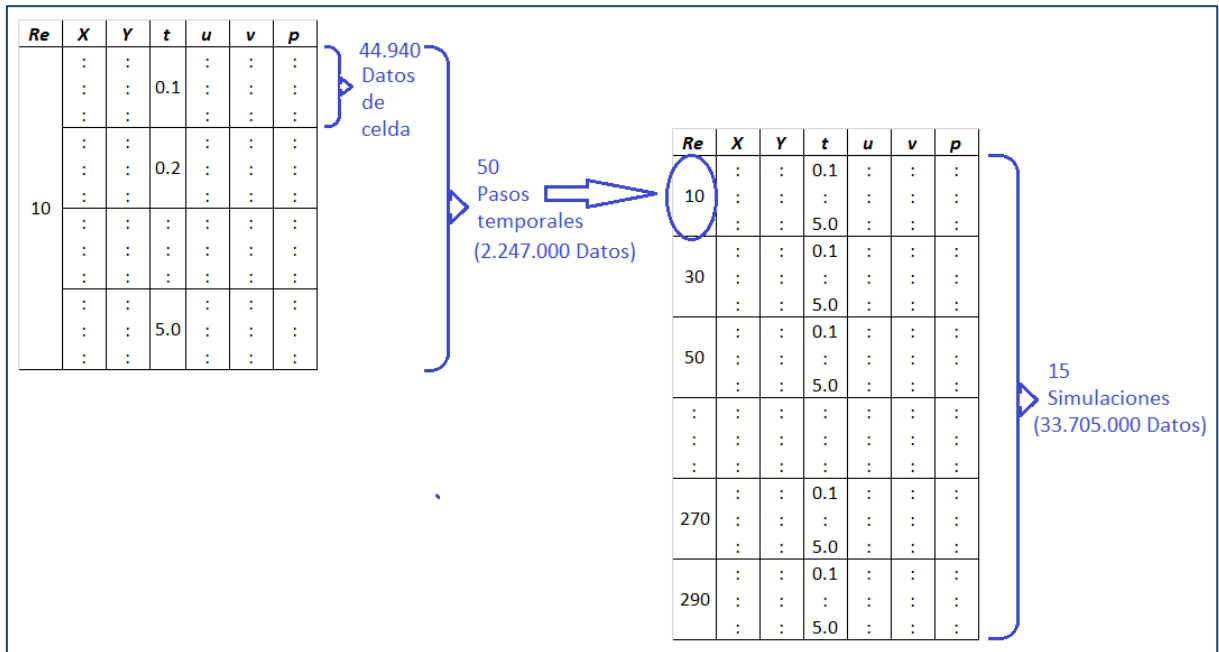 Re X Y t u v p
: : : : :
: : 0.1 : : :
: : : : :
: : : : :
: : 0.2 : : :
: : : : :
10
: : : : : :
: : : : : :
: : : : : :
: : : : :
: : 5.0 : : :
: : : : :
44.940
Datos
de
celda
50
Pasos
temporales
(2.247.000 Datos)
Re X Y t u v p
: : 0.1 : : :
10 : : : : : :
: : 5.0 : : :
: : 0.1 : : :
30 : : : : : :
: : 5.0 : : :
: : 0.1 : : :
50 : : : : : :
: : 5.0 : : :
: : : : : : :
: : : : : : :
: : : : : : :
: : 0.1 : : :
270 : : : : : :
: : 5.0 : : :
: : 0.1 : : :
290 : : : : : :
: : 5.0 : : :
15
Simulaciones
(33.705.000 Datos)